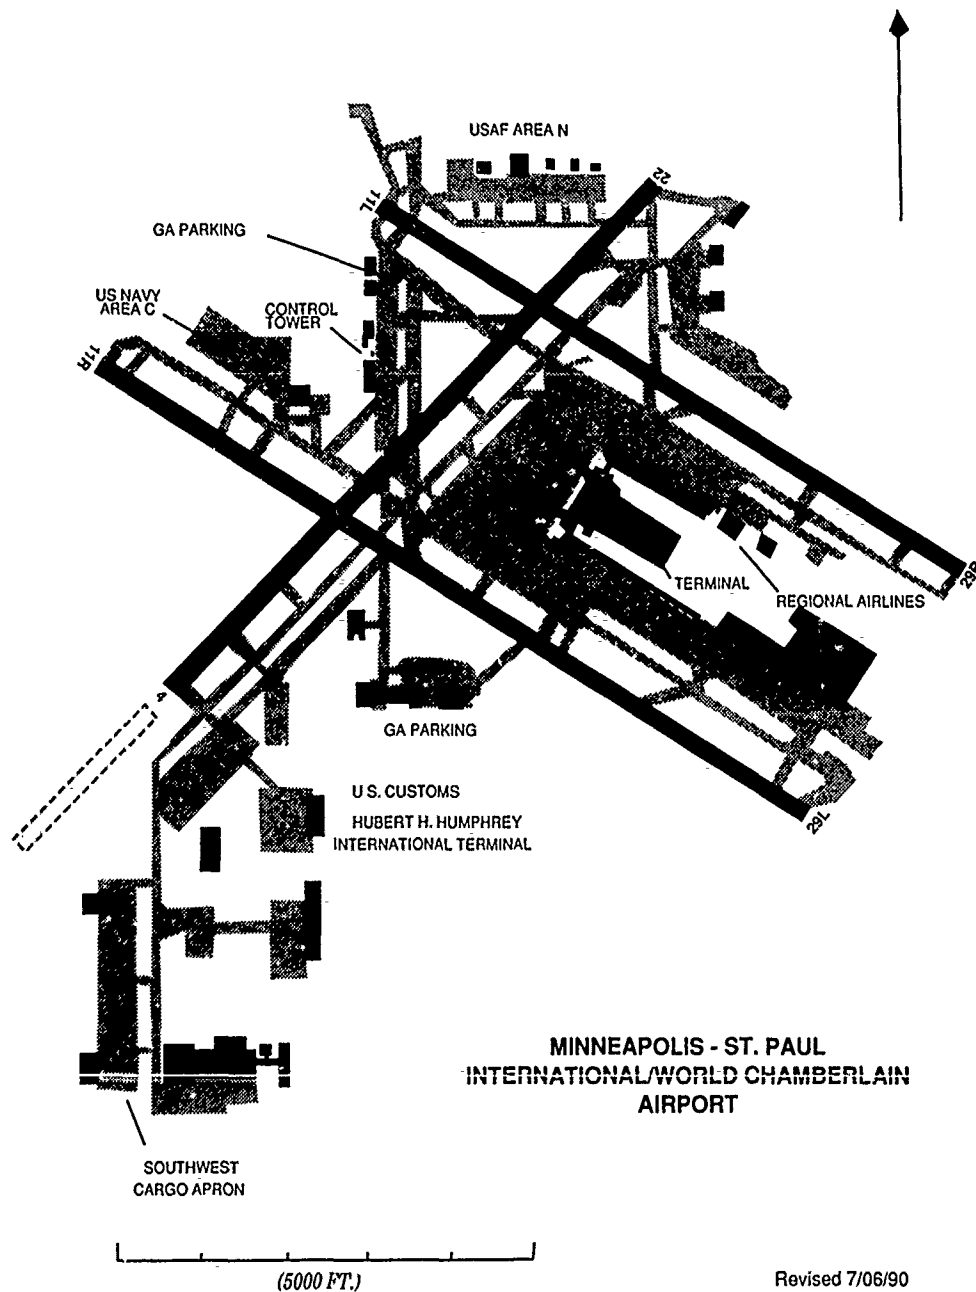 USAF AREA N
22
11L
GA PARKING
US NAVY
AREA C
CONTROL
TOWER
11R
29R
TERMINAL
REGIONAL AIRLINES
4
GA PARKING
U S. CUSTOMS
HUBERT H. HUMPHREY
INTERNATIONAL TERMINAL
29L
MINNEAPOLIS - ST. PAUL
INTERNATIONAL/WORLD CHAMBERLAIN
AIRPORT
SOUTHWEST
CARGO APRON
(5000 FT.)
Revised 7/06/90